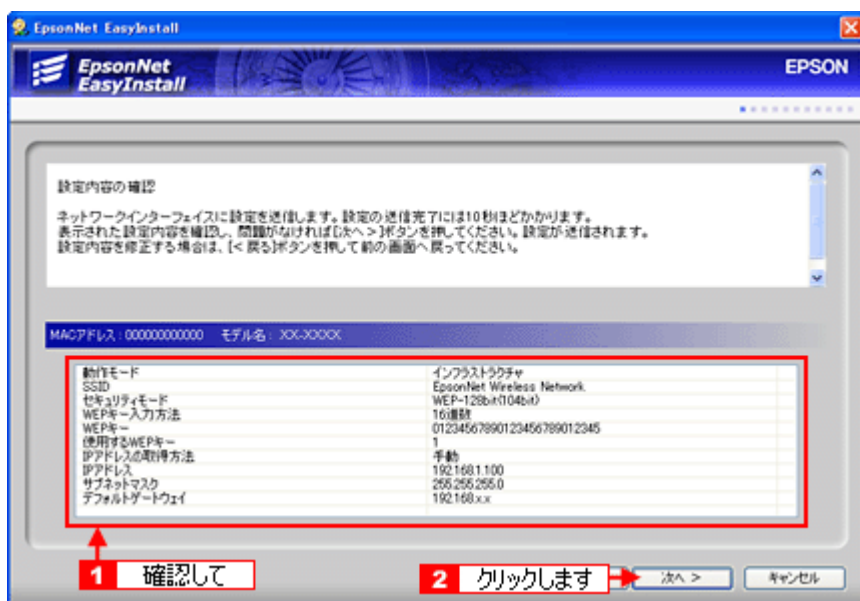 EpsonNet EasyInstall
EpsonNet
EasyInstall
EPSON
設定内容の確認
ネットワークインターフェイスに設定を送信します。設定の送信完了には10秒ほどかかります。
表示された設定内容を確認し、問題がなければ[次へ >]ボタンを押してください。設定が送信されます。
設定内容を修正する場合は、[< 戻る]ボタンを押して前の画面へ戻ってください。
MACアドレス : 000000000000 モデル名 : XX-XXXX
動作モード インフラストラクチャ
SSID EpsonNet Wireless Network
セキュリティモード WEP-128bit(104bit)
WEPキー入力方法 16進数
WEPキー 01234567890123456789012345
使用するWEPキー 1
IPアドレスの取得方法 手動
IPアドレス 192.168.1.100
サブネットマスク 255.255.255.0
デフォルトゲートウェイ 192.168.x.x
1 確認して
2 クリックします
次へ >
キャンセル